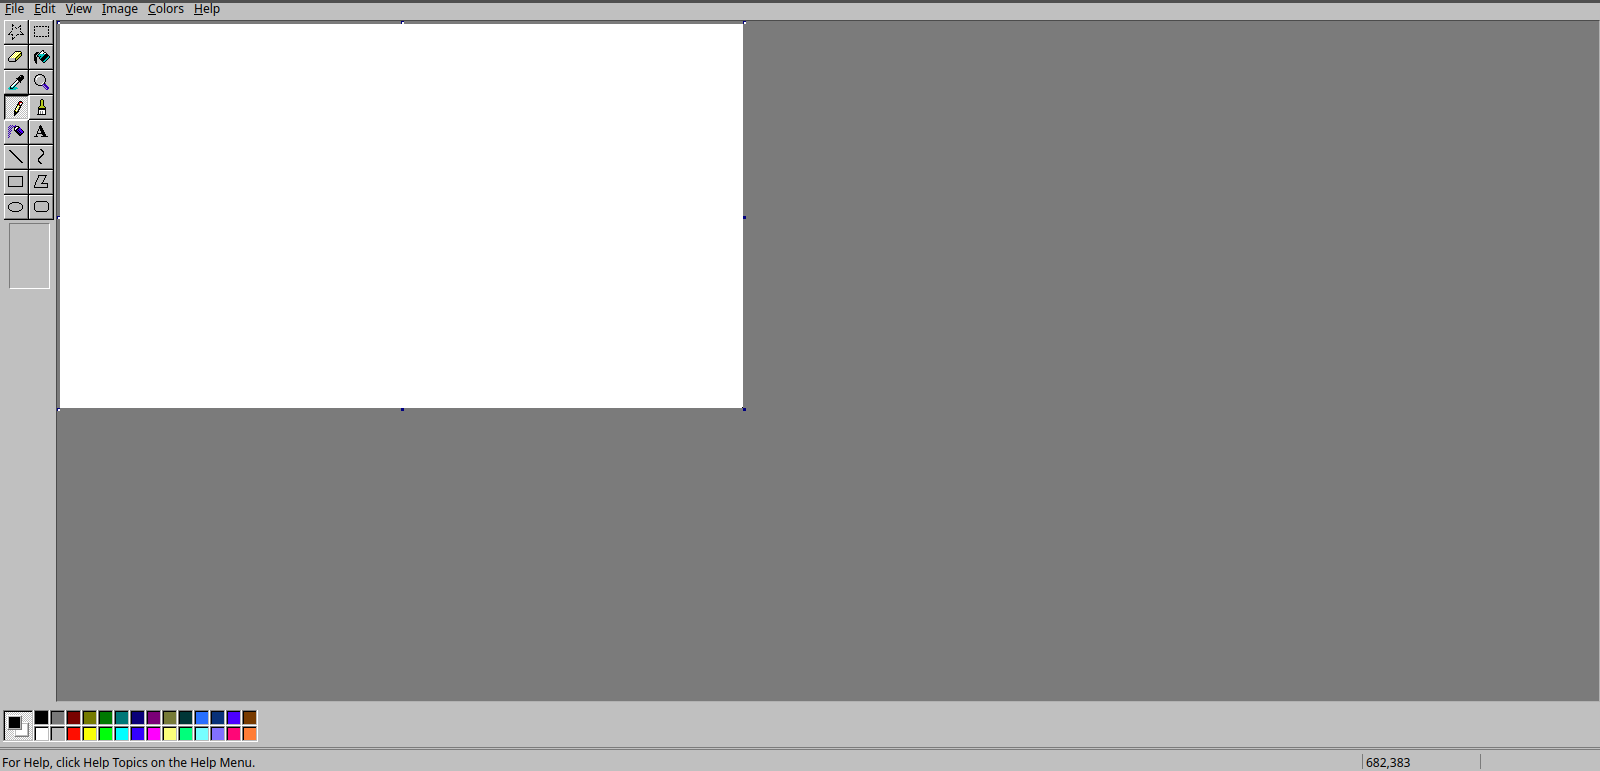 File Edit View Image Colors Help
A
For Help, click Help Topics on the Help Menu.
682,383